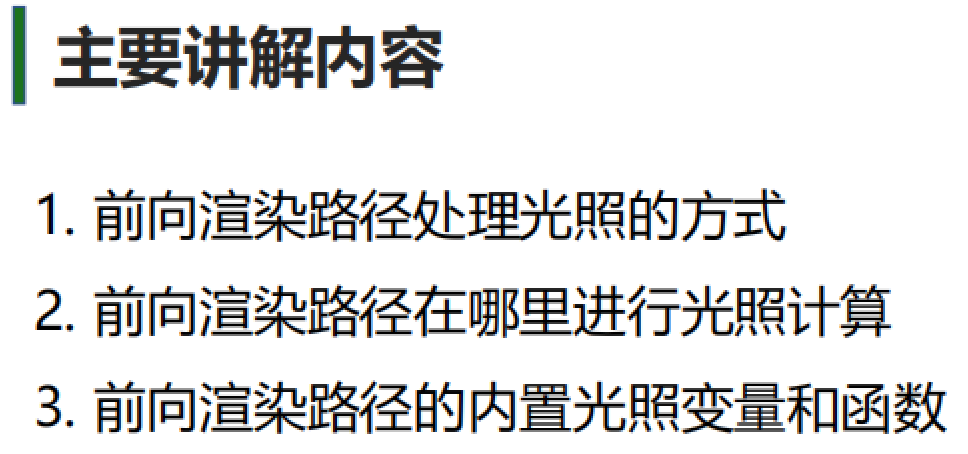 主要讲解内容
1. 前向渲染路径处理光照的方式
2. 前向渲染路径在哪里进行光照计算
3. 前向渲染路径的内置光照变量和函数